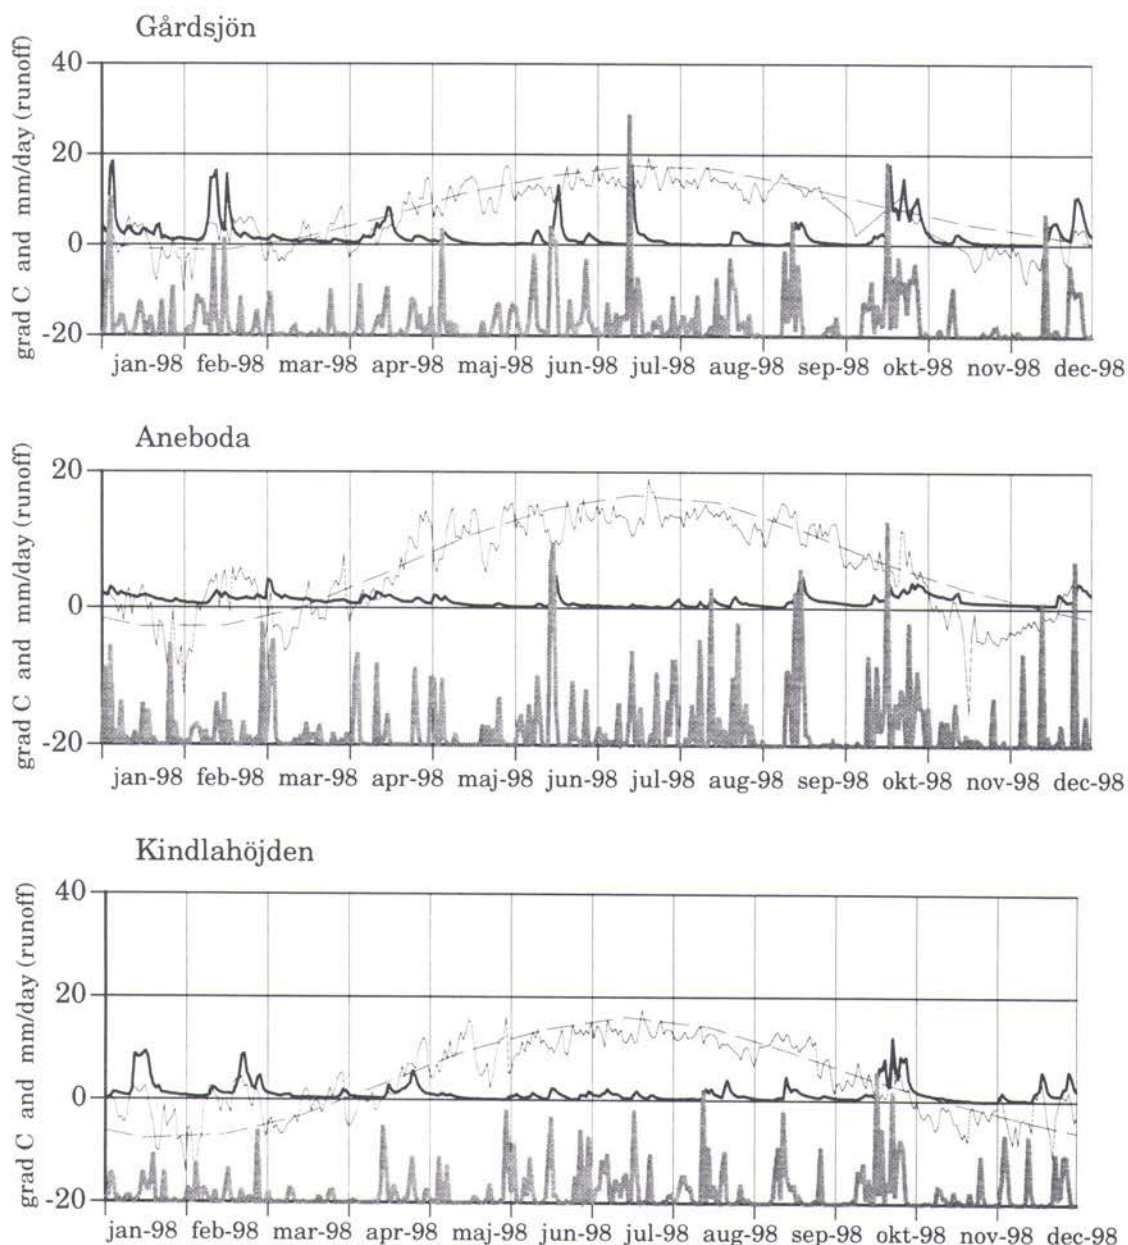 Gårdsjön
grad C and mm/day (runoff)
40
20
0
-20
jan-98 feb-98 mar-98 apr-98 maj-98 jun-98 jul-98 aug-98 sep-98 okt-98 nov-98 dec-98
Aneboda
grad C and mm/day (runoff)
20
0
-20
jan-98 feb-98 mar-98 apr-98 maj-98 jun-98 jul-98 aug-98 sep-98 okt-98 nov-98 dec-98
Kindlahöjden
grad C and mm/day (runoff)
40
20
0
-20
jan-98 feb-98 mar-98 apr-98 maj-98 jun-98 jul-98 aug-98 sep-98 okt-98 nov-98 dec-98